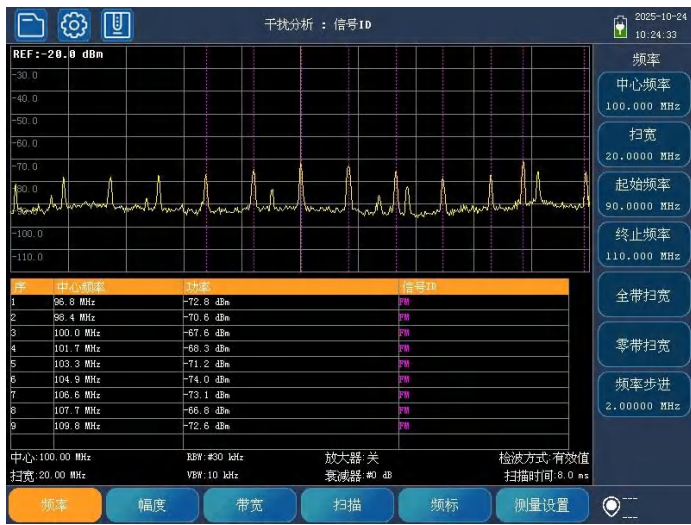 干扰分析 : 信号ID
2025-10-24
10:24:33
REF:-20.0 dBm
-30.0
-40.0
-50.0
-60.0
-70.0
-80.0
-100.0
-110.0
序 中心频率 功率 信号ID
1 96.8 MHz -72.8 dBm FM
2 98.4 MHz -70.6 dBm FM
3 100.0 MHz -67.6 dBm FM
4 101.7 MHz -68.3 dBm FM
5 103.3 MHz -71.2 dBm FM
6 104.9 MHz -74.0 dBm FM
7 106.6 MHz -73.1 dBm FM
8 107.7 MHz -66.8 dBm FM
9 109.8 MHz -72.6 dBm FM
中心:100.00 MHz RBW:#30 kHz 放大器:关 检波方式:有效值
扫宽:20.00 MHz VBW:10 kHz 衰减器:#0 dB 扫描时间:8.0 ms
频率
中心频率
100.000 MHz
扫宽
20.0000 MHz
起始频率
90.0000 MHz
终止频率
110.000 MHz
全带扫宽
零带扫宽
频率步进
2.00000 MHz
频率 幅度 带宽 扫描 频标 测量设置
---
---